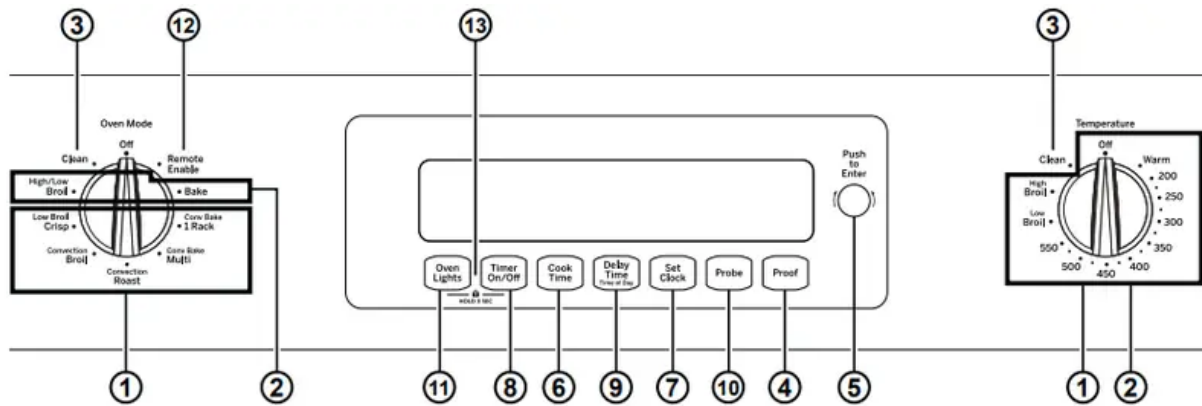 3
12
13
3
Oven Mode
Off
Clean
Remote
Enable
High/Low
Broil
Bake
Low Broil
Crisp
Conv Bake
1 Rack
Convection
Broil
Conv Bake
Multi
Convection
Roast
Push
to
Enter
Oven
Lights
Timer
On/Off
HOLD 3 SEC
Cook
Time
Delay
Time
Time of Day
Set
Clock
Probe
Proof
Temperature
Off
Clean
Warm
High
Broil
Low
Broil
200
250
300
350
400
450
500
550
1
2
11
8
6
9
7
10
4
5
1
2